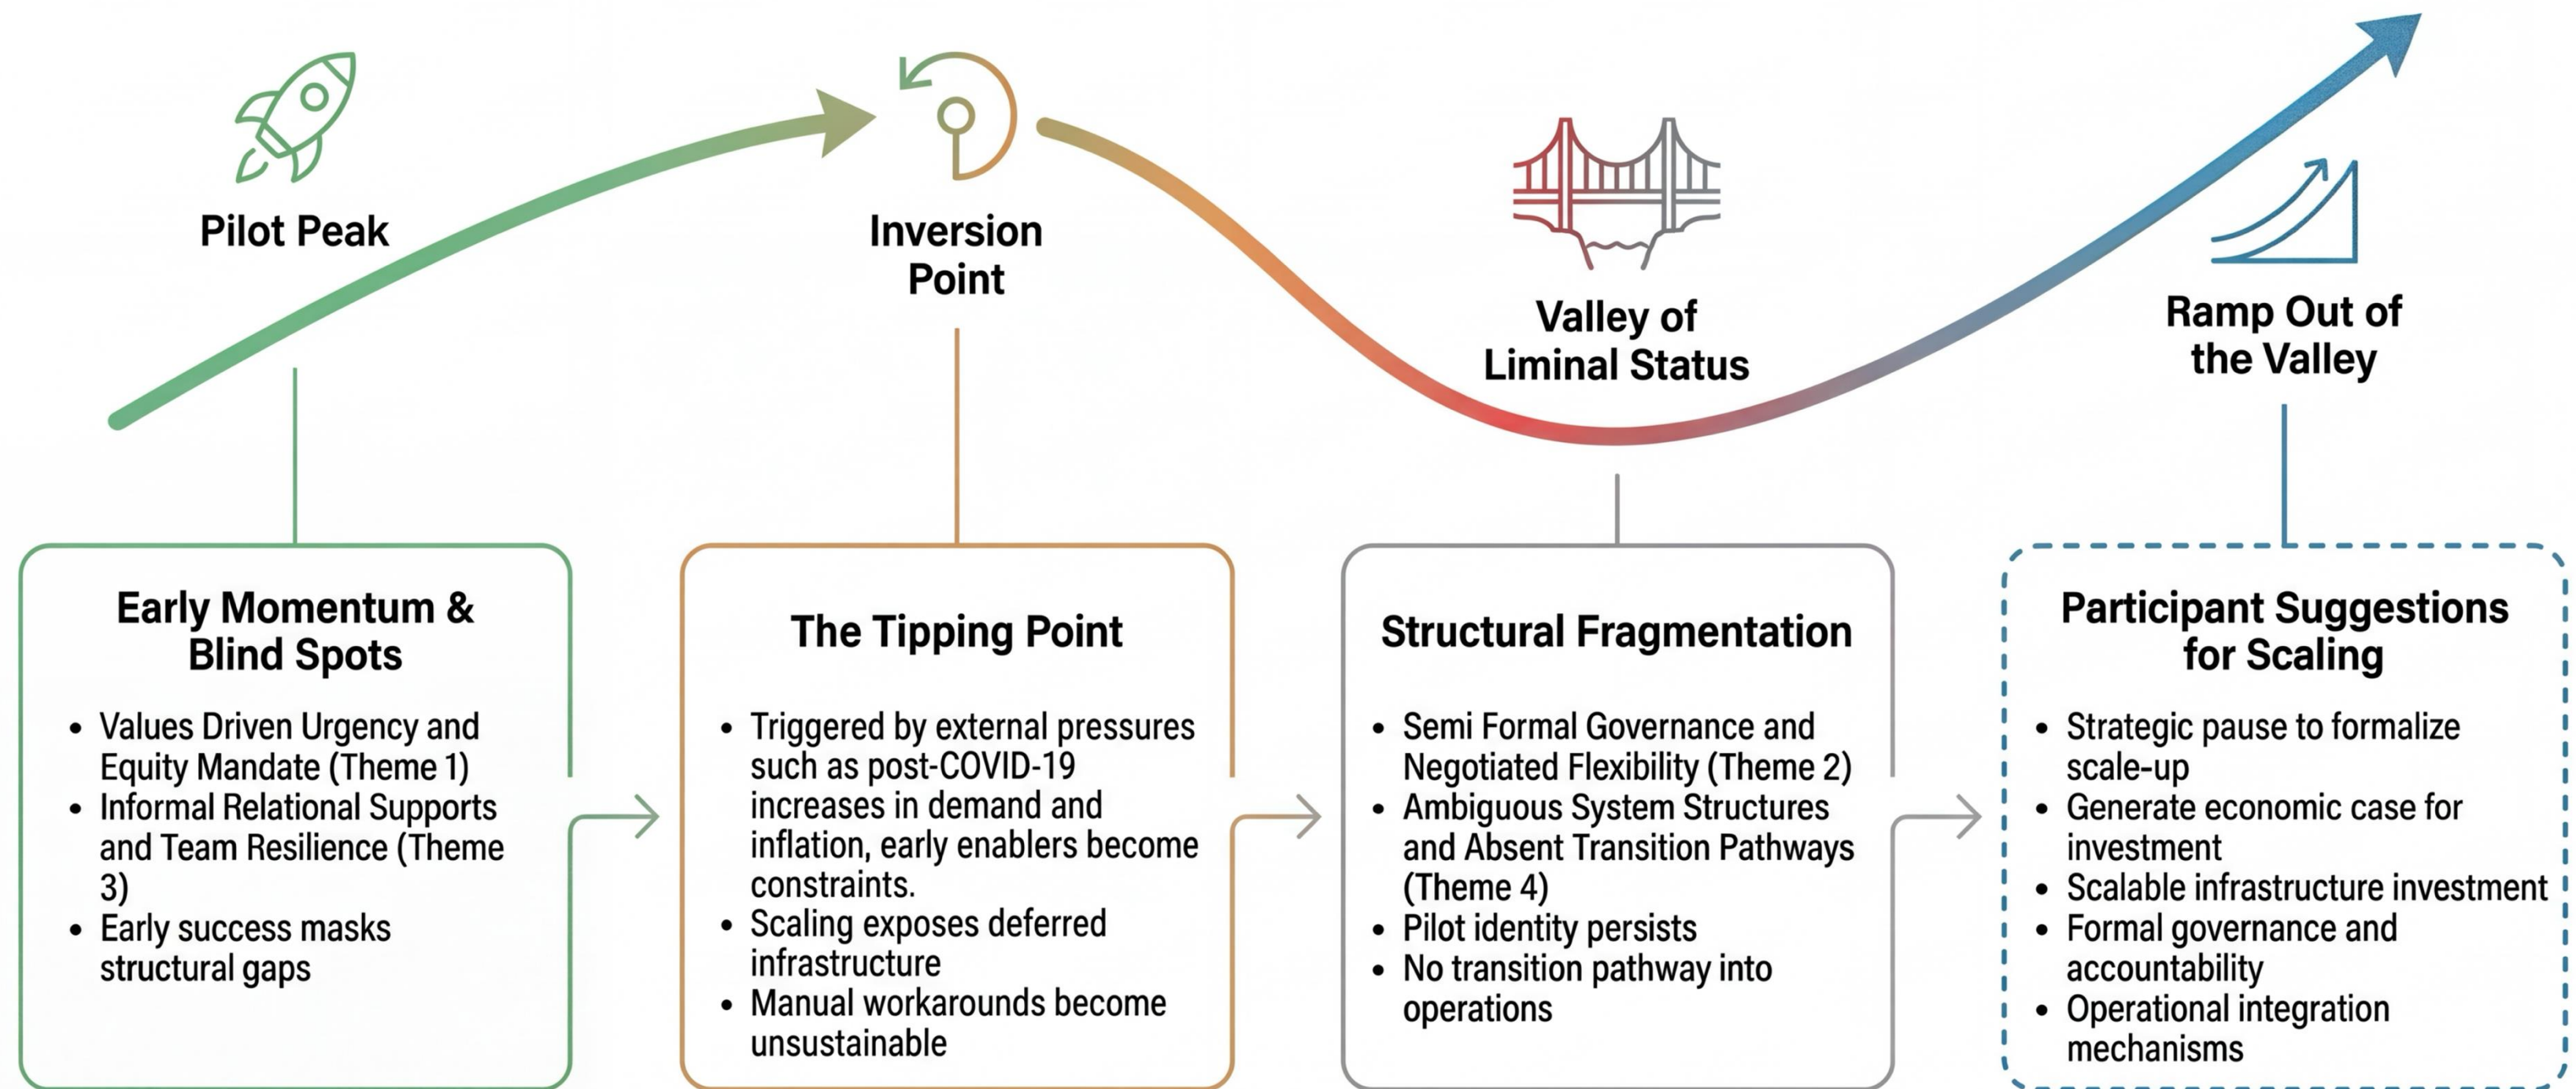 Pilot Peak
Inversion
Point
Valley of
Liminal Status
Ramp Out of
the Valley
Early Momentum &
Blind Spots
• Values Driven Urgency and
Equity Mandate (Theme 1)
• Informal Relational Supports
and Team Resilience (Theme
3)
• Early success masks
structural gaps
The Tipping Point
• Triggered by external pressures
such as post-COVID-19
increases in demand and
inflation, early enablers become
constraints.
• Scaling exposes deferred
infrastructure
• Manual workarounds become
unsustainable
Structural Fragmentation
• Semi Formal Governance and
Negotiated Flexibility (Theme 2)
• Ambiguous System Structures
and Absent Transition Pathways
(Theme 4)
• Pilot identity persists
• No transition pathway into
operations
Participant Suggestions
for Scaling
• Strategic pause to formalize
scale-up
• Generate economic case for
investment
• Scalable infrastructure investment
• Formal governance and
accountability
• Operational integration
mechanisms